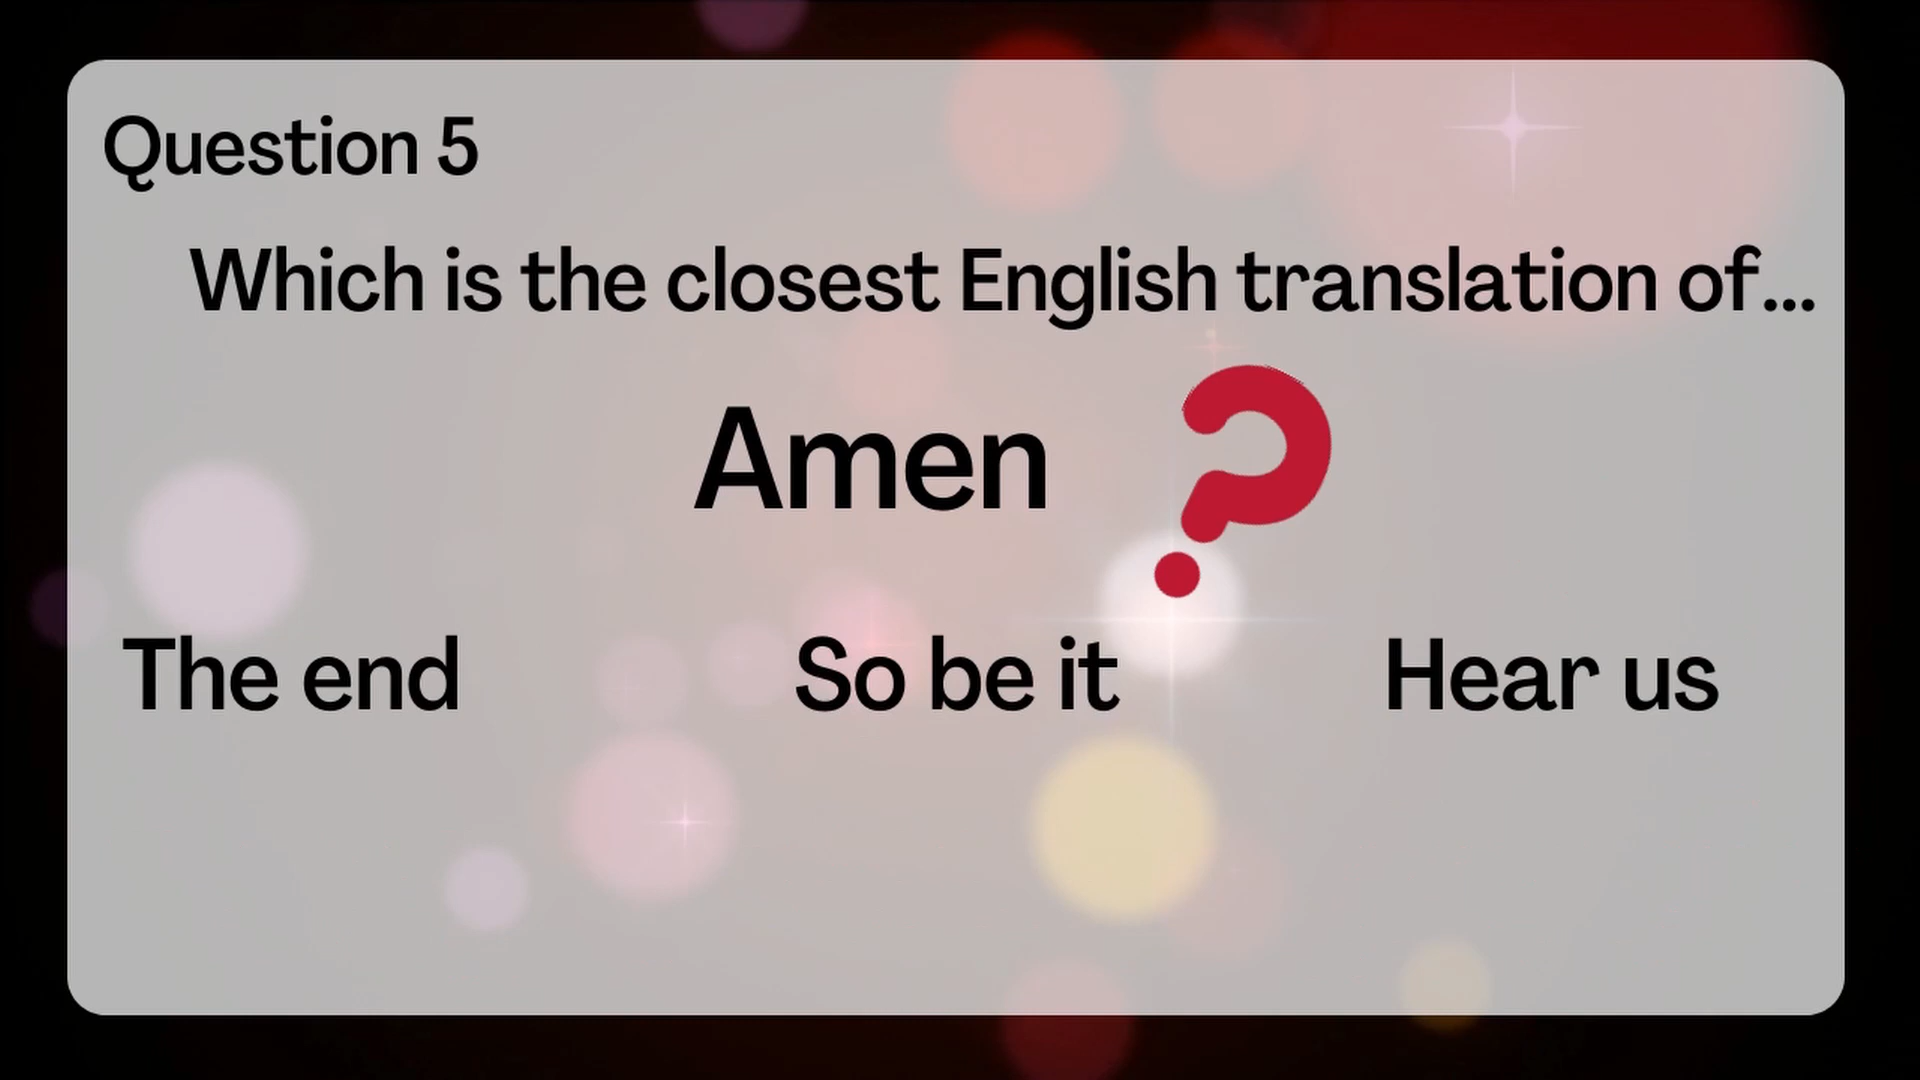 Question 5
Which is the closest English translation of...
Amen ?
The end So be it Hear us